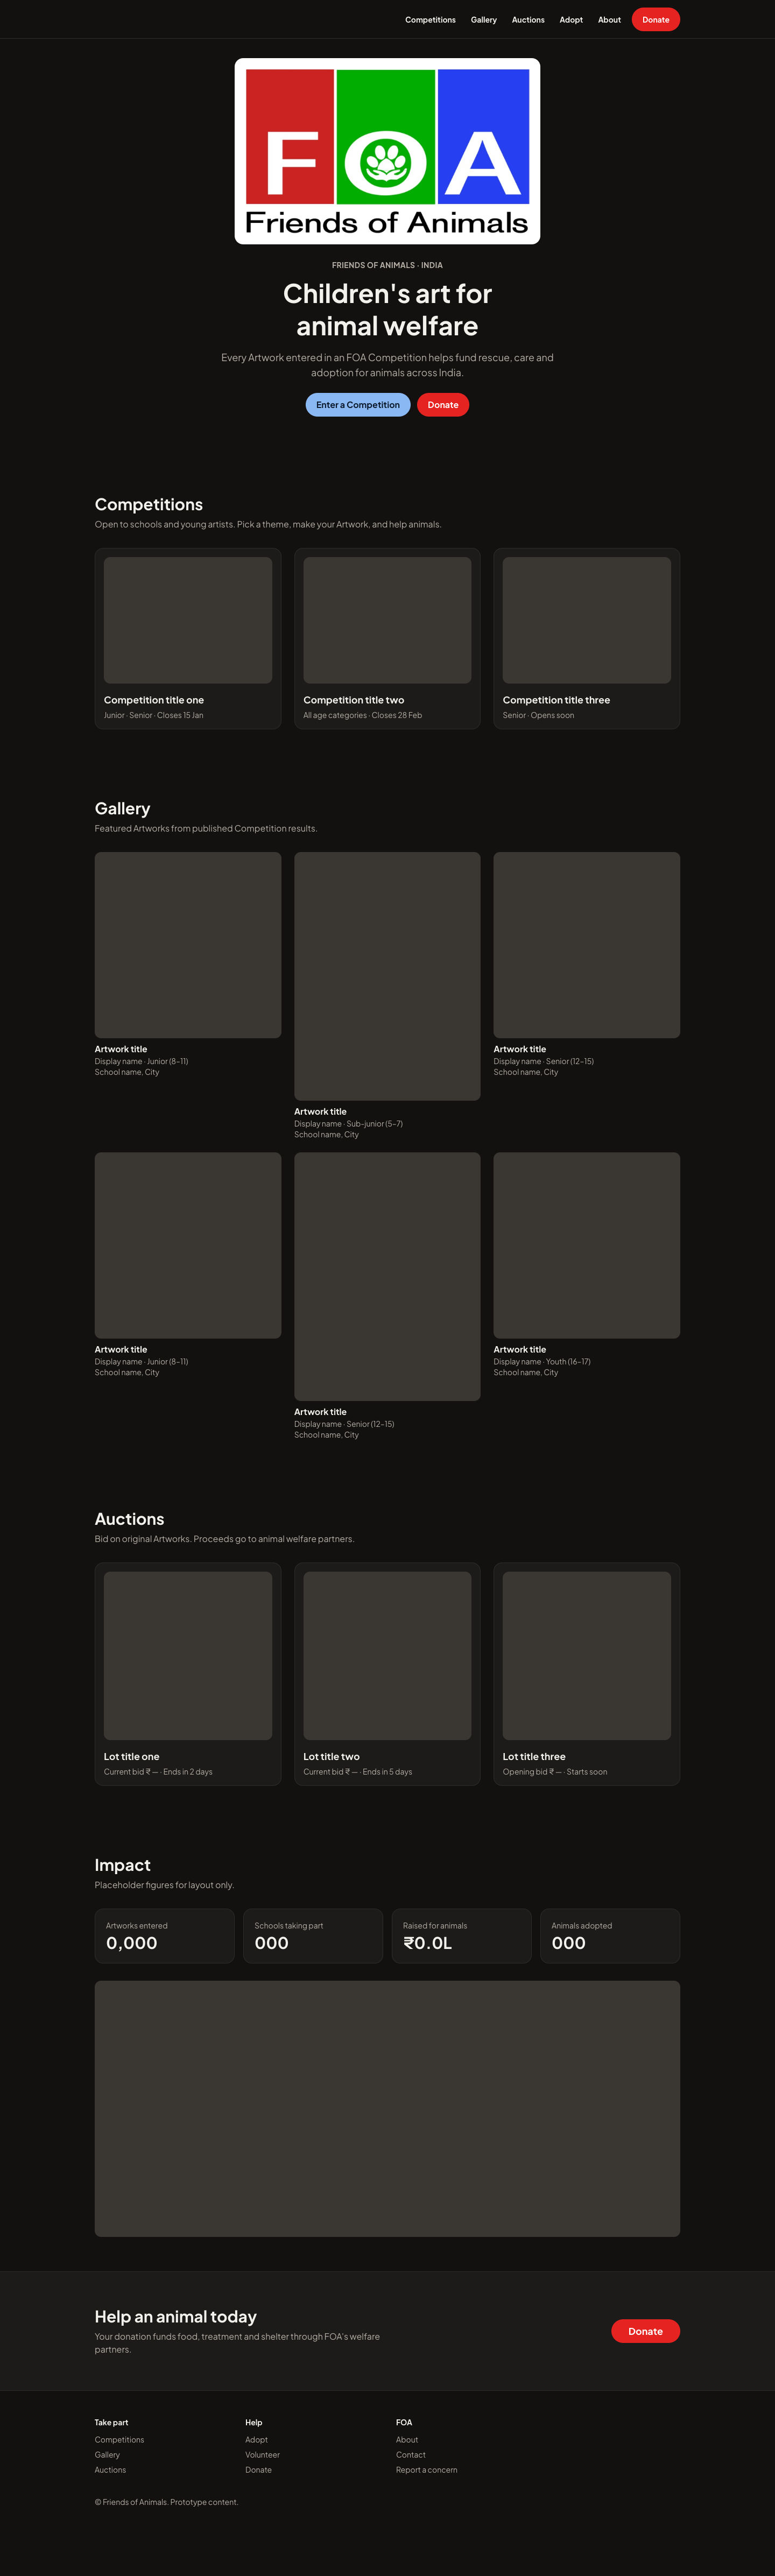 Competitions Gallery Auctions Adopt About Donate
FOA
Friends of Animals
FRIENDS OF ANIMALS · INDIA
Children's art for
animal welfare
Every Artwork entered in an FOA Competition helps fund rescue, care and
adoption for animals across India.
Enter a Competition Donate
Competitions
Open to schools and young artists. Pick a theme, make your Artwork, and help animals.
Competition title one
Junior · Senior · Closes 15 Jan
Competition title two
All age categories · Closes 28 Feb
Competition title three
Senior · Opens soon
Gallery
Featured Artworks from published Competition results.
Artwork title
Display name · Junior (8–11)
School name, City
Artwork title
Display name · Sub-junior (5–7)
School name, City
Artwork title
Display name · Senior (12–15)
School name, City
Artwork title
Display name · Junior (8–11)
School name, City
Artwork title
Display name · Senior (12–15)
School name, City
Artwork title
Display name · Youth (16–17)
School name, City
Auctions
Bid on original Artworks. Proceeds go to animal welfare partners.
Lot title one
Current bid ₹ — · Ends in 2 days
Lot title two
Current bid ₹ — · Ends in 5 days
Lot title three
Opening bid ₹ — · Starts soon
Impact
Placeholder figures for layout only.
Artworks entered
0,000
Schools taking part
000
Raised for animals
₹0.0L
Animals adopted
000
Help an animal today
Your donation funds food, treatment and shelter through FOA's welfare
partners.
Donate
Take part
Competitions
Gallery
Auctions
Help
Adopt
Volunteer
Donate
FOA
About
Contact
Report a concern
© Friends of Animals. Prototype content.